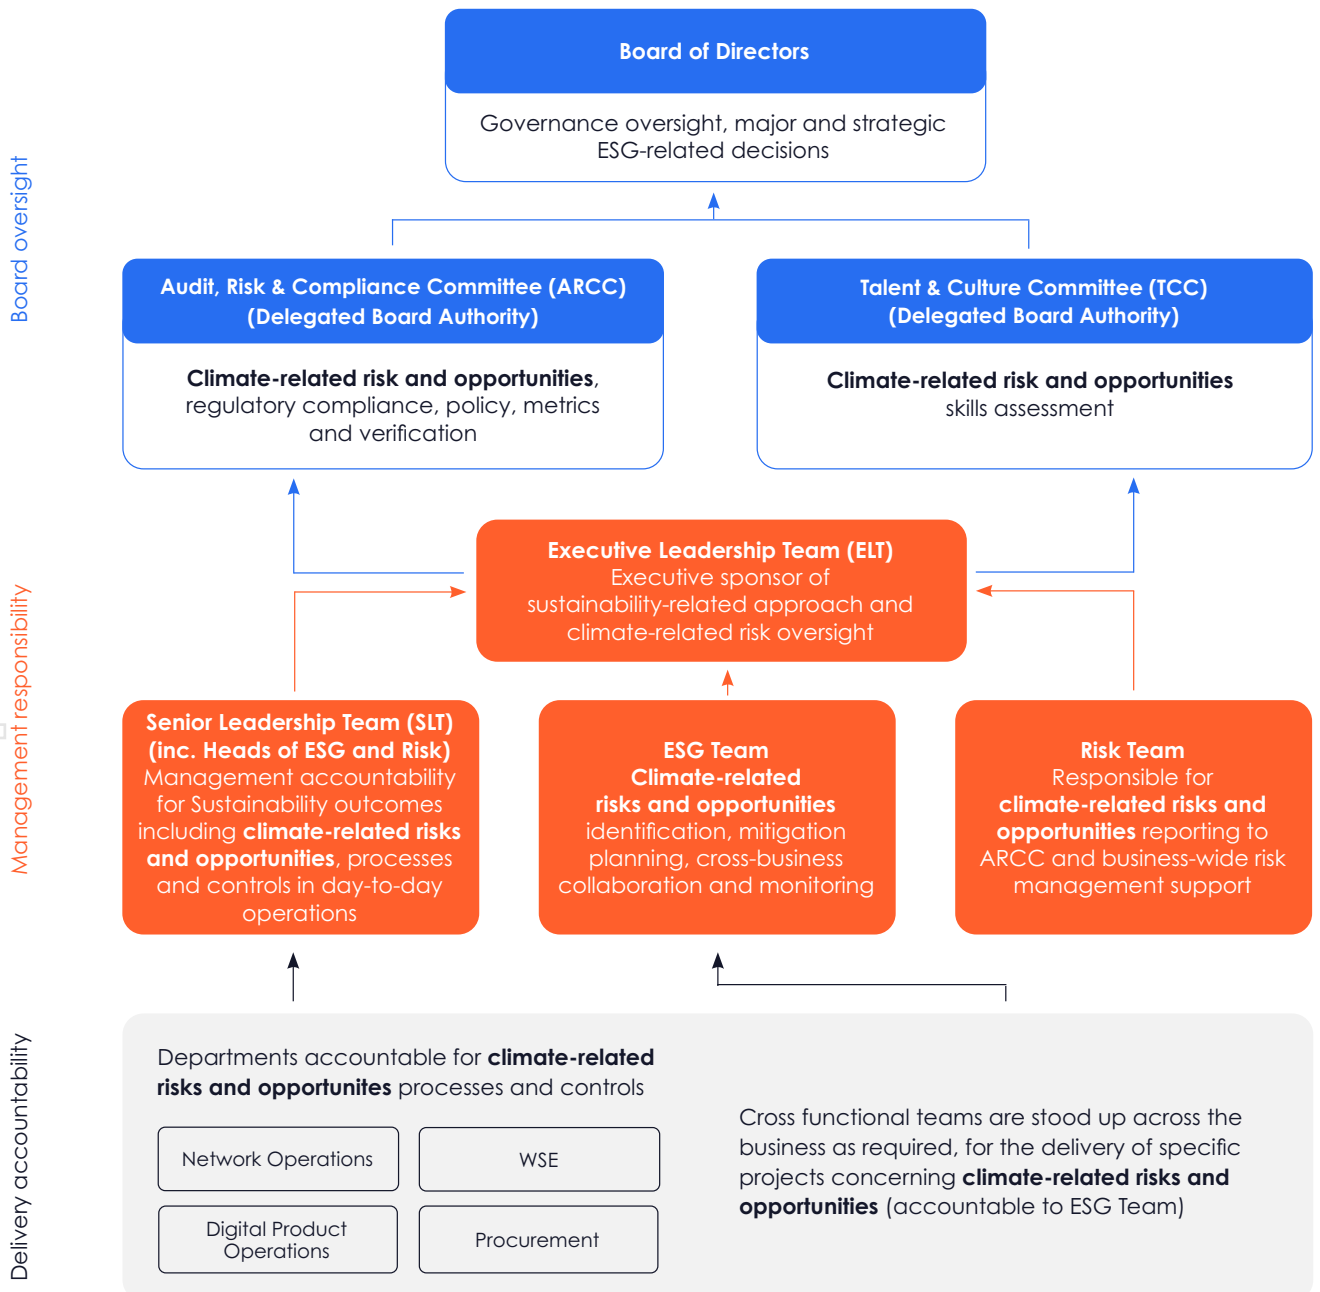 Board of Directors
Governance oversight, major and strategic
ESG-related decisions
Board oversight
Audit, Risk & Compliance Committee (ARCC)
(Delegated Board Authority)
Climate-related risk and opportunities,
regulatory compliance, policy, metrics
and verification
Talent & Culture Committee (TCC)
(Delegated Board Authority)
Climate-related risk and opportunities
skills assessment
Management responsibility
Executive Leadership Team (ELT)
Executive sponsor of
sustainability-related approach and
climate-related risk oversight
Senior Leadership Team (SLT)
(inc. Heads of ESG and Risk)
Management accountability
for Sustainability outcomes
including climate-related risks
and opportunities, processes
and controls in day-to-day
operations
ESG Team
Climate-related
risks and opportunities
identification, mitigation
planning, cross-business
collaboration and monitoring
Risk Team
Responsible for
climate-related risks and
opportunities reporting to
ARCC and business-wide risk
management support
Delivery accountability
Departments accountable for climate-related
risks and opportunites processes and controls
Network Operations
WSE
Digital Product
Operations
Procurement
Cross functional teams are stood up across the
business as required, for the delivery of specific
projects concerning climate-related risks and
opportunities (accountable to ESG Team)